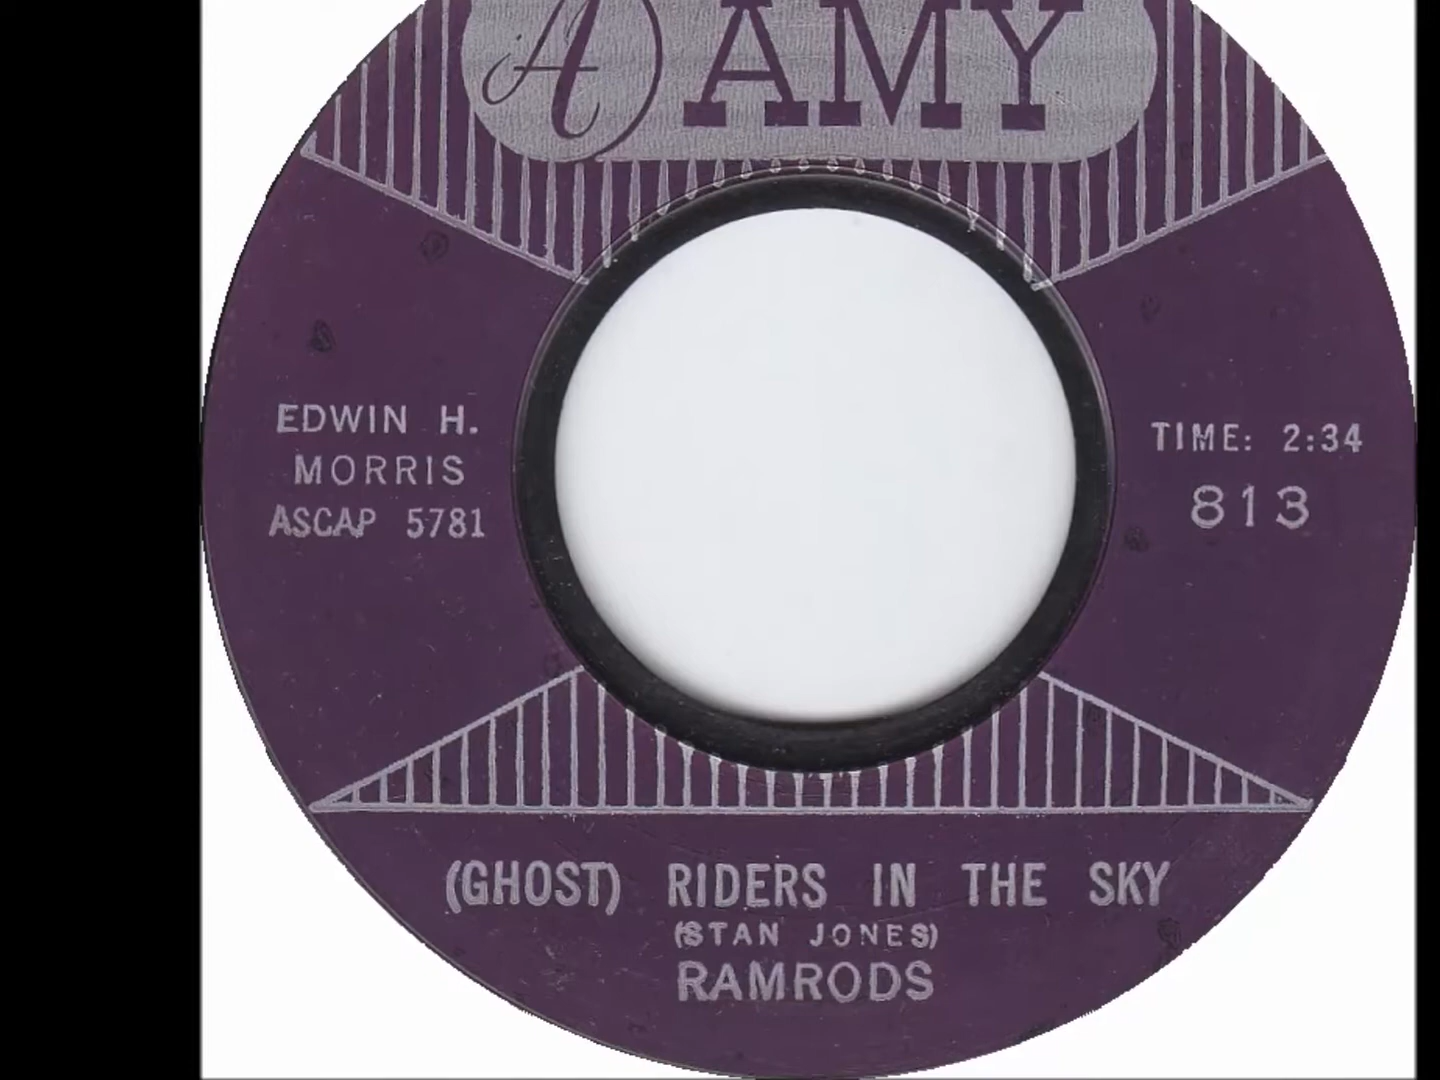 A AMY
EDWIN H.
MORRIS
ASCAP 5781
TIME: 2:34
813
(GHOST) RIDERS IN THE SKY
(STAN JONES)
RAMRODS